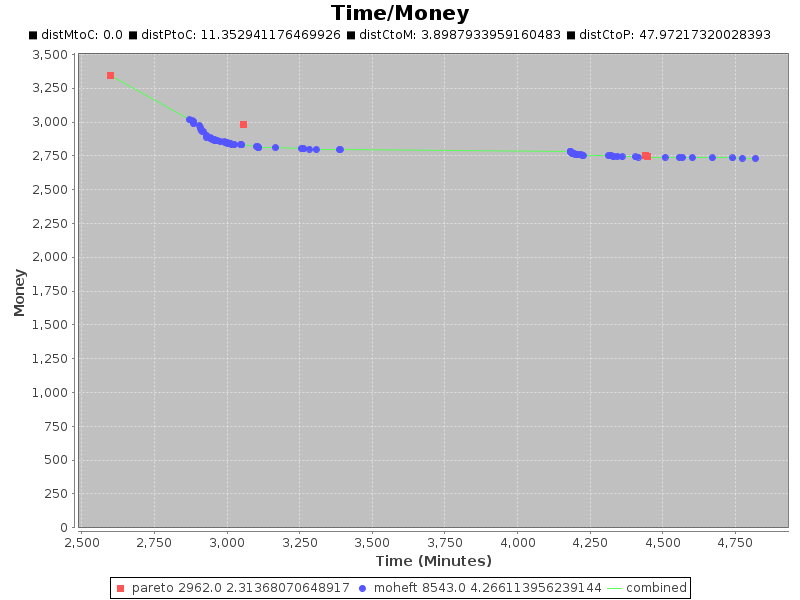 Time/Money
distMtoC: 0.0 distPtoC: 11.352941176469926 distCtoM: 3.8987933959160483 distCtoP: 47.97217320028393
3,500
3,250
3,000
2,750
2,500
2,250
2,000
1,750
1,500
1,250
1,000
750
500
250
0
Money
2,500 2,750 3,000 3,250 3,500 3,750 4,000 4,250 4,500 4,750
Time (Minutes)
pareto 2962.0 2.31368070648917 moheft 8543.0 4.266113956239144 combined